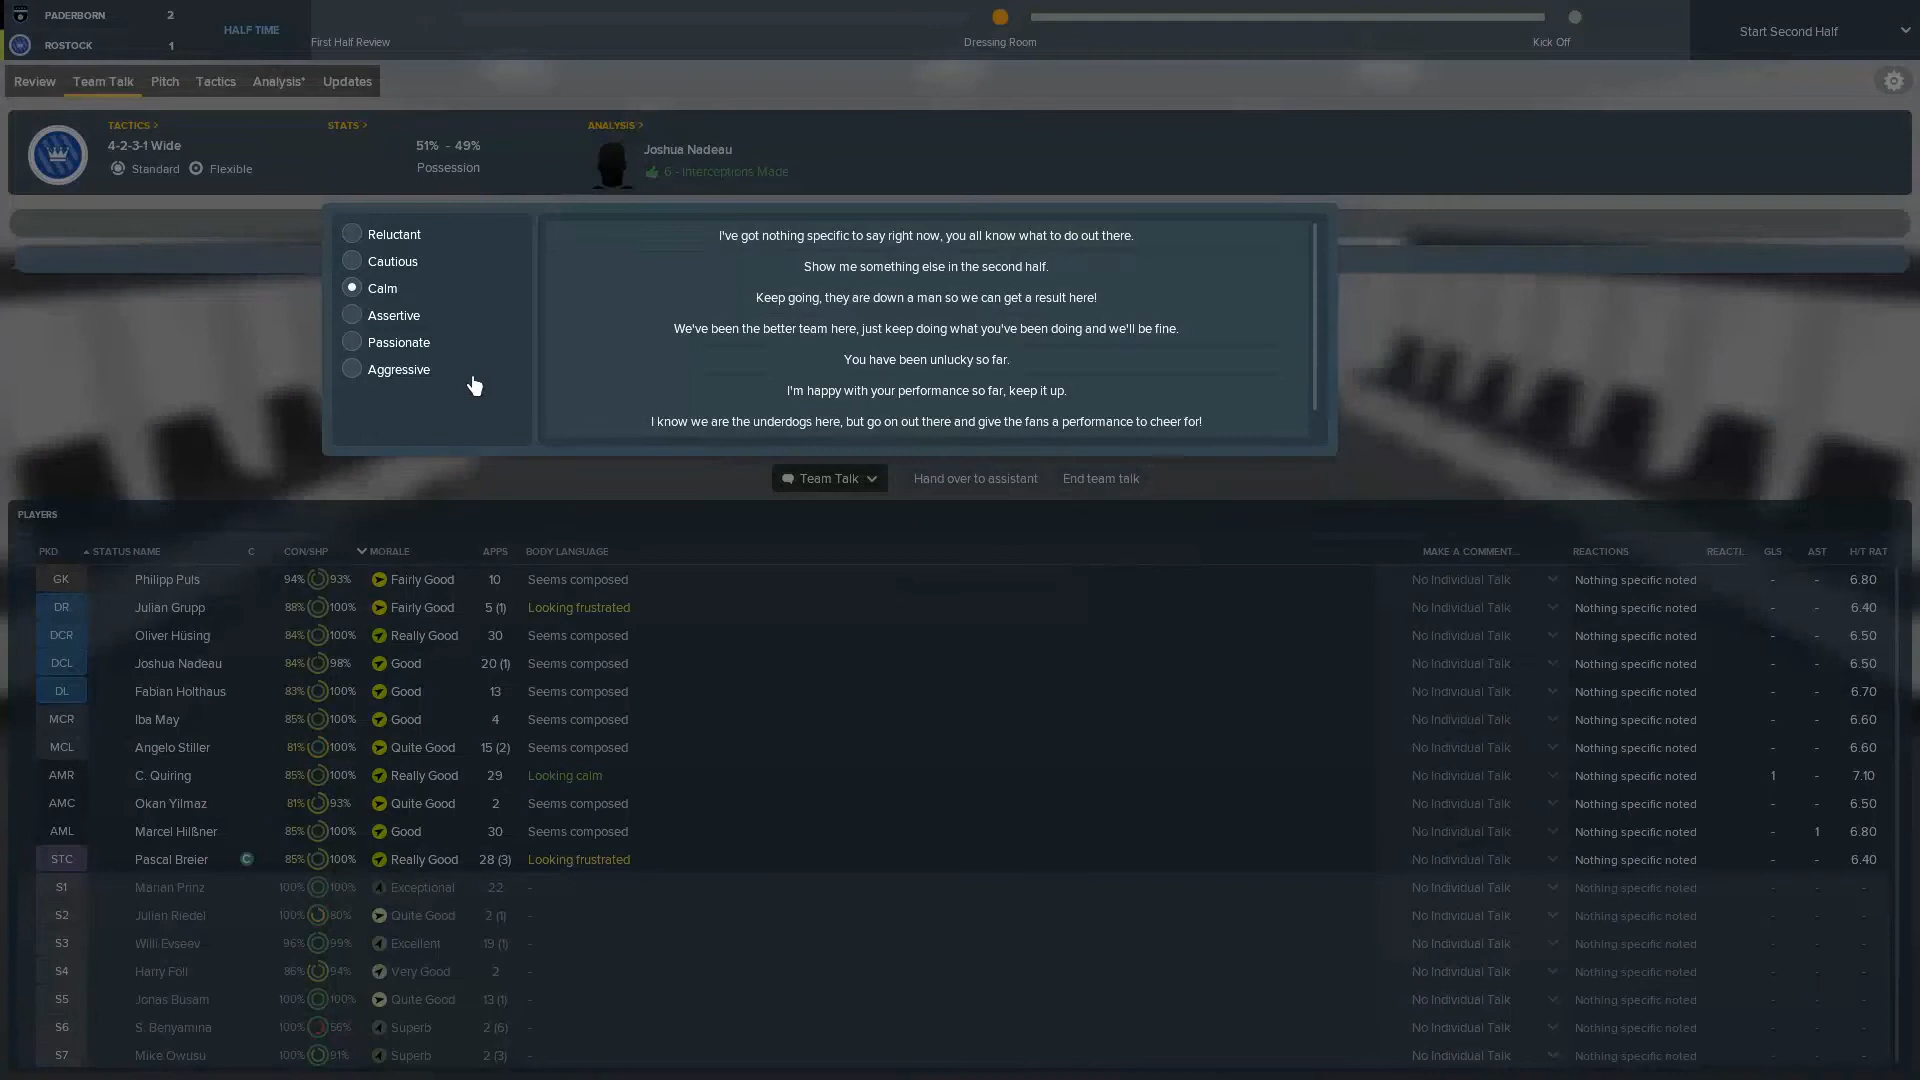 PADERBORN 2
ROSTOCK 1
HALF TIME
First Half Review
Dressing Room
Kick Off
Start Second Half
Review Team Talk Pitch Tactics Analysis* Updates
TACTICS >
4-2-3-1 Wide
Standard Flexible
STATS >
51% - 49%
Possession
ANALYSIS >
Joshua Nadeau
6 - Interceptions Made
Reluctant
Cautious
Calm
Assertive
Passionate
Aggressive
I've got nothing specific to say right now, you all know what to do out there.
Show me something else in the second half.
Keep going, they are down a man so we can get a result here!
We've been the better team here, just keep doing what you've been doing and we'll be fine.
You have been unlucky so far.
I'm happy with your performance so far, keep it up.
I know we are the underdogs here, but go on out there and give the fans a performance to cheer for!
Team Talk Hand over to assistant End team talk
PLAYERS
PKD STATUS NAME C CON/SHP MORALE APPS BODY LANGUAGE MAKE A COMMENT... REACTIONS REACTI... GLS AST H/T RAT
GK Philipp Puls 94% 93% Fairly Good 10 Seems composed No Individual Talk Nothing specific noted - - 6.80
DR Julian Grupp 88% 100% Fairly Good 5 (1) Looking frustrated No Individual Talk Nothing specific noted - - 6.40
DCR Oliver Hüsing 84% 100% Really Good 30 Seems composed No Individual Talk Nothing specific noted - - 6.50
DCL Joshua Nadeau 84% 98% Good 20 (1) Seems composed No Individual Talk Nothing specific noted - - 6.50
DL Fabian Holthaus 83% 100% Good 13 Seems composed No Individual Talk Nothing specific noted - - 6.70
MCR Iba May 85% 100% Good 4 Seems composed No Individual Talk Nothing specific noted - - 6.60
MCL Angelo Stiller 81% 100% Quite Good 15 (2) Seems composed No Individual Talk Nothing specific noted - - 6.60
AMR C. Quiring 85% 100% Really Good 29 Looking calm No Individual Talk Nothing specific noted 1 - 7.10
AMC Okan Yilmaz 81% 93% Quite Good 2 Seems composed No Individual Talk Nothing specific noted - - 6.50
AML Marcel Hilßner 85% 100% Good 30 Seems composed No Individual Talk Nothing specific noted - 1 6.80
STC Pascal Breier C 85% 100% Really Good 28 (3) Looking frustrated No Individual Talk Nothing specific noted - - 6.40
S1 Marian Prinz 100% 100% Exceptional 22 - No Individual Talk Nothing specific noted - - -
S2 Julian Riedel 100% 80% Quite Good 2 (1) - No Individual Talk Nothing specific noted - - -
S3 Willi Evseev 96% 99% Excellent 19 (1) - No Individual Talk Nothing specific noted - - -
S4 Harry Föll 86% 94% Very Good 2 - No Individual Talk Nothing specific noted - - -
S5 Jonas Busam 100% 100% Quite Good 13 (1) - No Individual Talk Nothing specific noted - - -
S6 S. Benyamina 100% 56% Superb 2 (6) - No Individual Talk Nothing specific noted - - -
S7 Mike Owusu 100% 91% Superb 2 (3) - No Individual Talk Nothing specific noted - - -